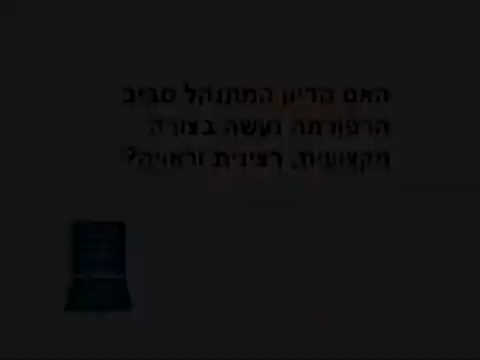 האם הדיון המתנהל סביב
הרפורמה נעשה בצורה
מקצועית, רצינית וראויה?